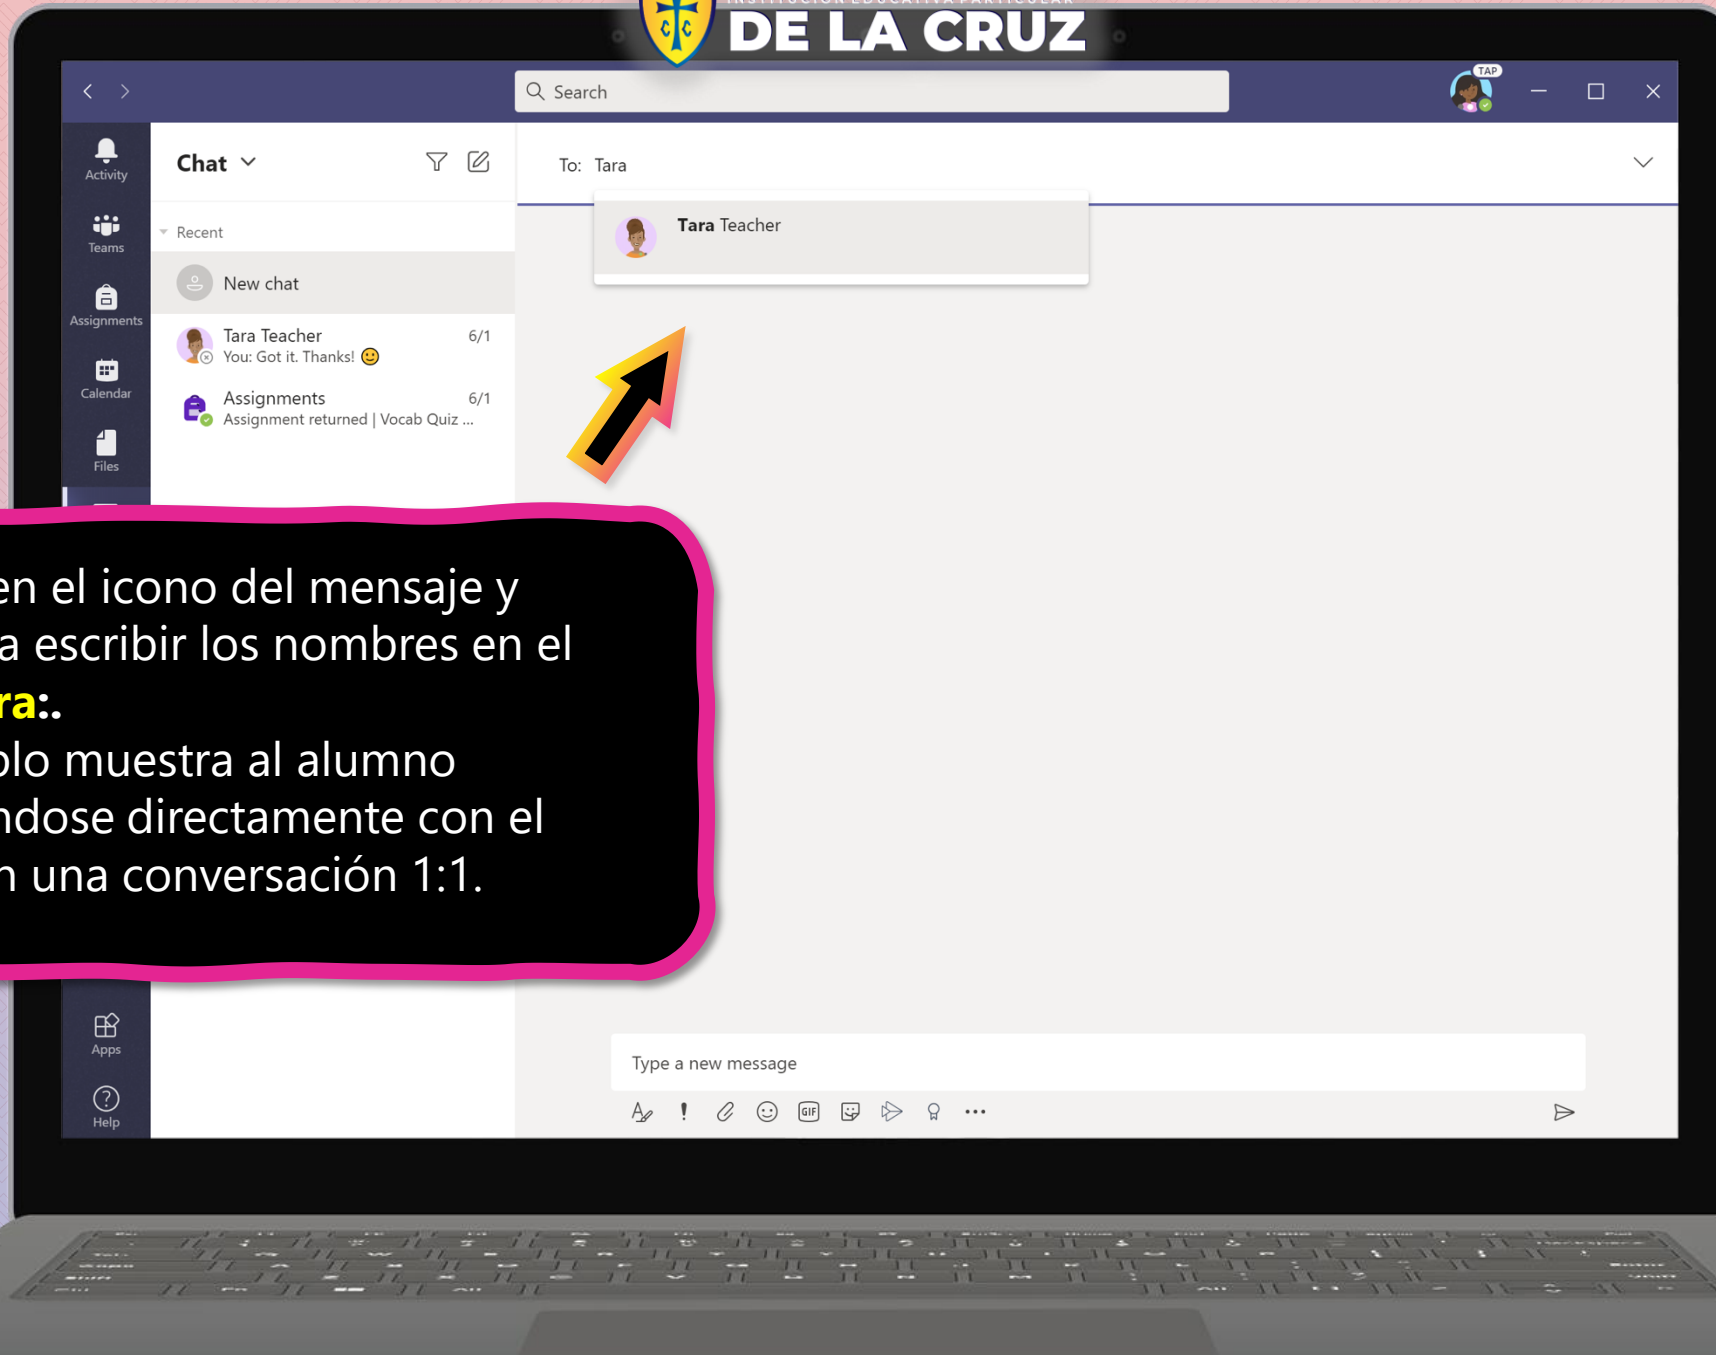 DE LA CRUZ
Search
TAP
Activity
Chat
To: Tara
Tara Teacher
Teams
Recent
New chat
Assignments
Tara Teacher 6/1
You: Got it. Thanks!
Calendar
Assignments 6/1
Assignment returned | Vocab Quiz ...
Files
en el icono del mensaje y
a escribir los nombres en el
ra:.
muestra al alumno
ndose directamente con el
una conversación 1:1.
Apps
Type a new message
GIF
Help